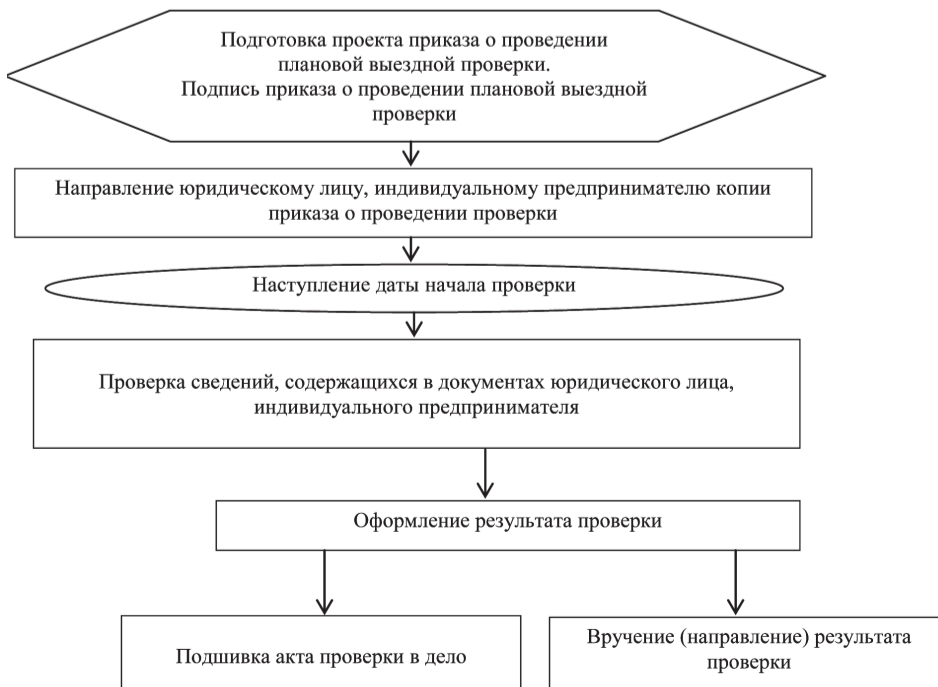 Подготовка проекта приказа о проведении
плановой выездной проверки.
Подпись приказа о проведении плановой выездной
проверки
Направление юридическому лицу, индивидуальному предпринимателю копии
приказа о проведении проверки
Наступление даты начала проверки
Проверка сведений, содержащихся в документах юридического лица,
индивидуального предпринимателя
Оформление результата проверки
Подшивка акта проверки в дело
Вручение (направление) результата
проверки